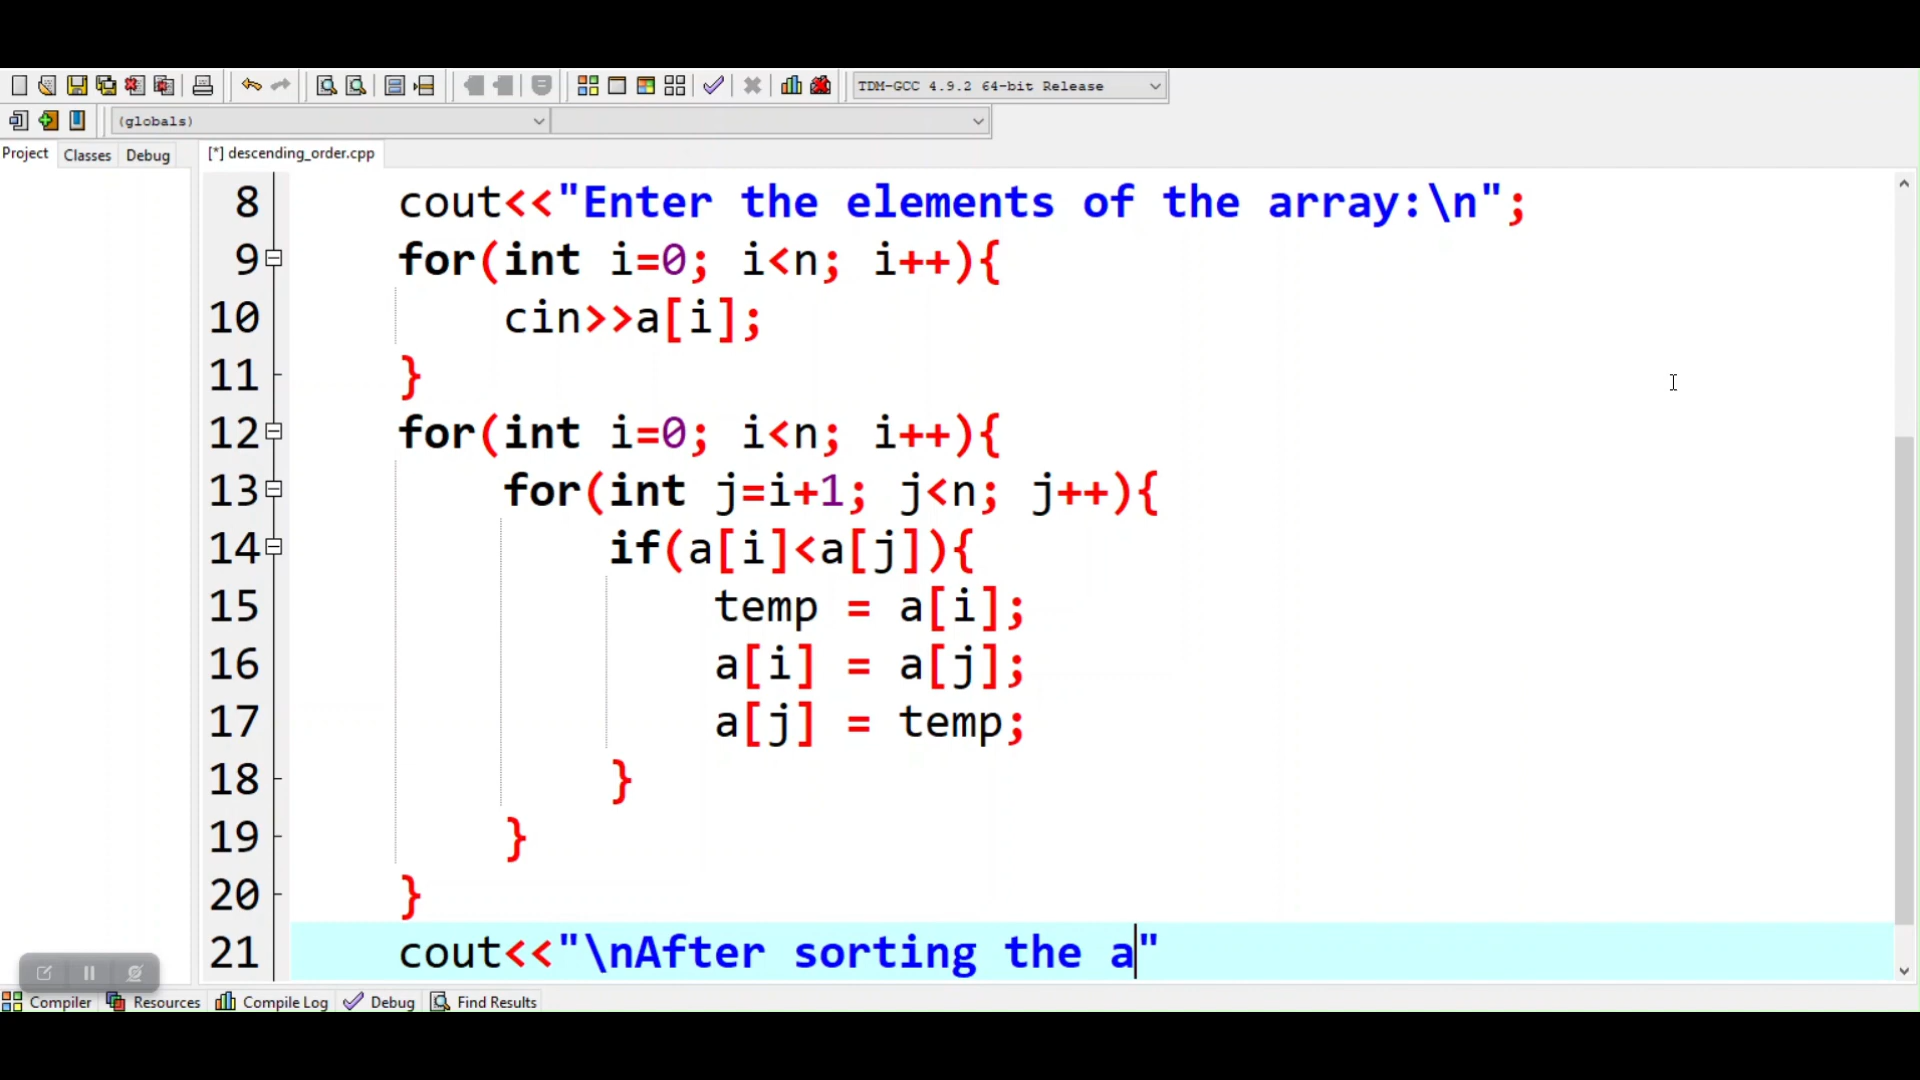 TDM-GCC 4.9.2 64-bit Release
(globals)
Project Classes Debug [*] descending_order.cpp
8 cout<<"Enter the elements of the array:\n";
9 for(int i=0; i<n; i++){
10 cin>>a[i];
11 }
12 for(int i=0; i<n; i++){
13 for(int j=i+1; j<n; j++){
14 if(a[i]<a[j]){
15 temp = a[i];
16 a[i] = a[j];
17 a[j] = temp;
18 }
19 }
20 }
21 cout<<"\nAfter sorting the a"
Compiler Resources Compile Log Debug Find Results